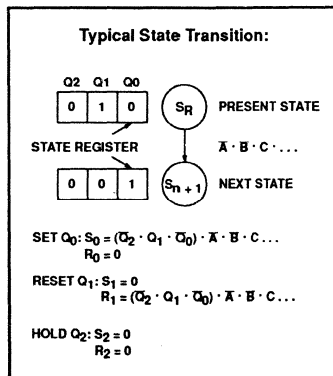 Typical State Transition:
Q2 Q1 Q0
0 1 0
S_R
PRESENT STATE
STATE REGISTER
A̅ · B̅ · C · . . .
0 0 1
S_n + 1
NEXT STATE
SET Q₀: S₀ = (Q̅₂ · Q₁ · Q̅₀) · A̅ · B̅ · C . . .
R₀ = 0
RESET Q₁: S₁ = 0
R₁ = (Q̅₂ · Q₁ · Q̅₀) · A̅ · B̅ · C . . .
HOLD Q₂: S₂ = 0
R₂ = 0